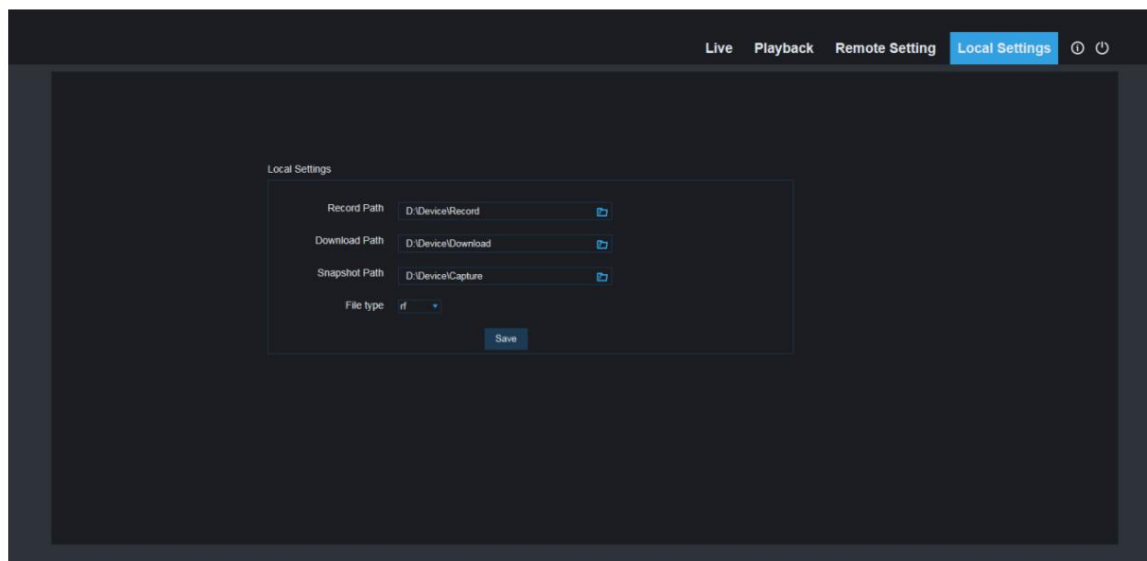 Live Playback Remote Setting Local Settings
Local Settings
Record Path D:\Device\Record
Download Path D:\Device\Download
Snapshot Path D:\Device\Capture
File type rf
Save